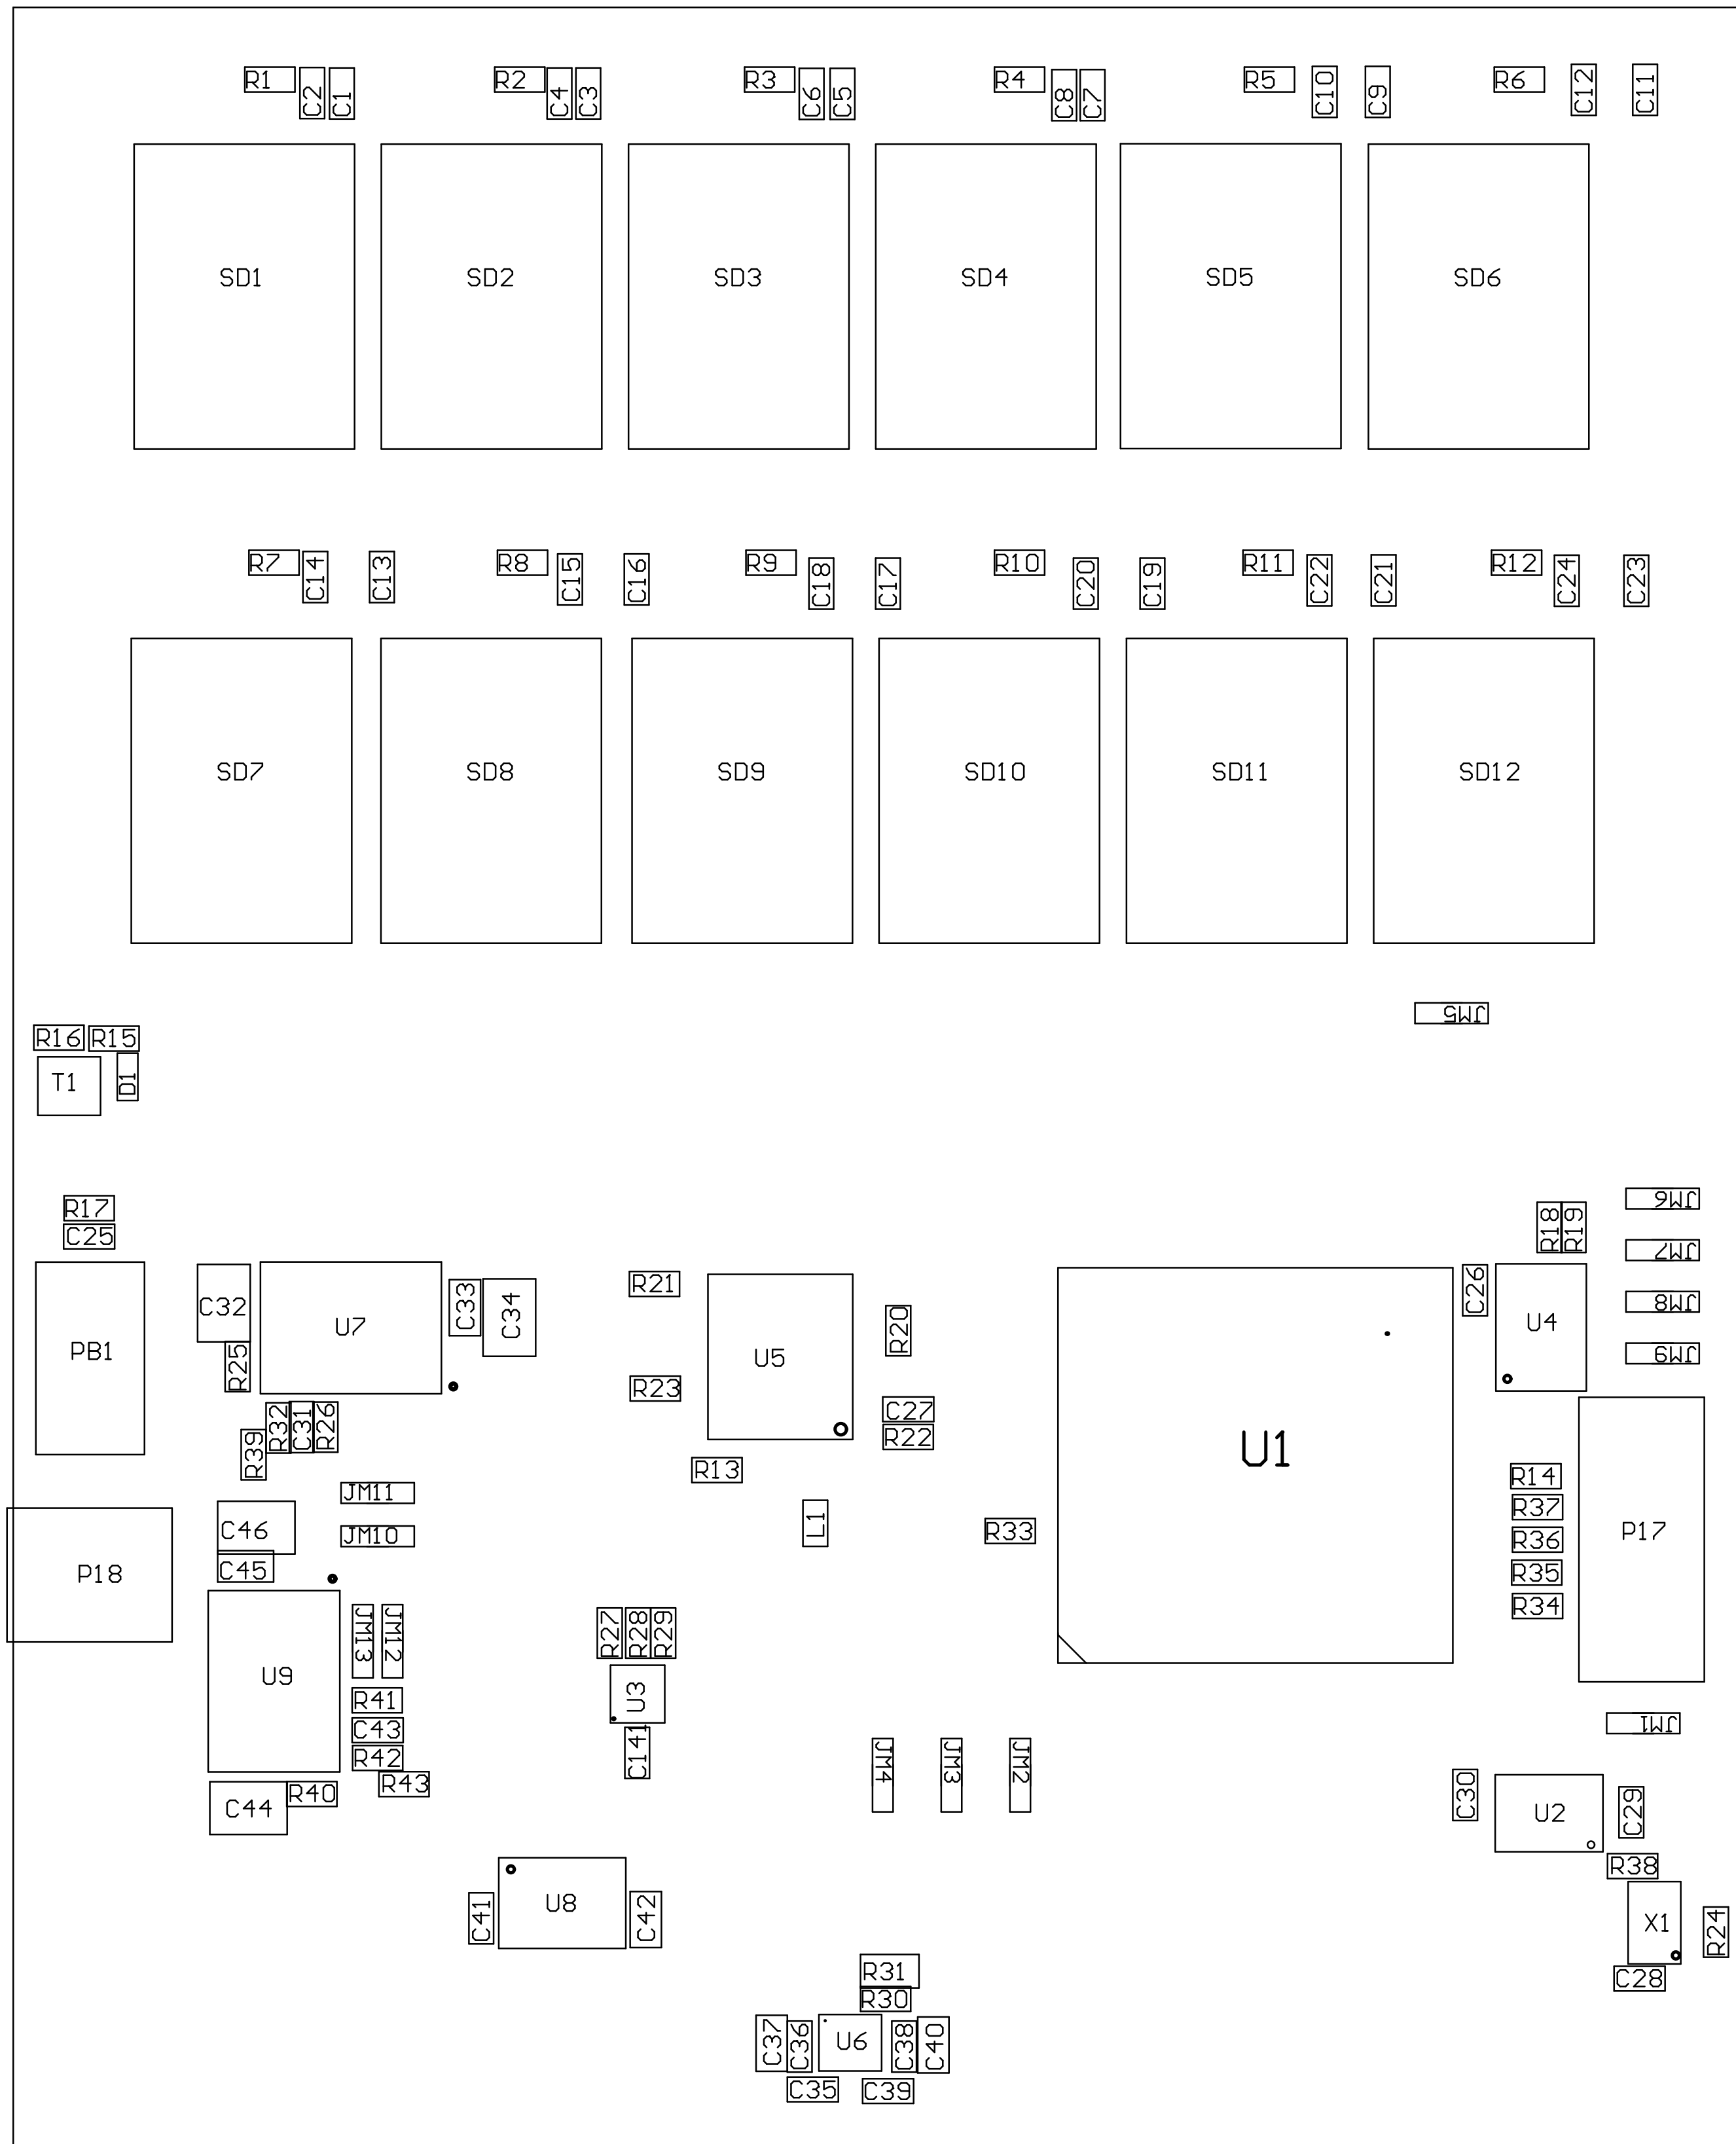 R1 C2 C1 R2 C4 C3 R3 C6 C5 R4 C8 C7 R5 C10 C9 R6 C12 C11
SD1 SD2 SD3 SD4 SD5 SD6
R7 C14 C13 R8 C15 C16 R9 C18 C17 R10 C20 C19 R11 C22 C21 R12 C24 C23
SD7 SD8 SD9 SD10 SD11 SD12
JM5
R16 R15
T1 D1
R17 R18 R19 JM6
C25 JM7
C32 U7 C33 C34 R21 R20 C26 U4 JM8
PB1 R25 U5 JM9
R23
R39 R32 C31 R26 C27
R22 U1
R13 R14
JM11 R37
C46 JM10 L1 R33 R36 P17
P18 C45 R35
R34
JM13 JM12 R27 R28 R29
U9 U3
R41
C43 C141 JM4 JM3 JM2 JM1
R42
R43
C44 R40 C30 U2 C29
R38
C41 U8 C42 X1 R24
R31 C28
R30
C37 C36 U6 C38 C40
C35 C39